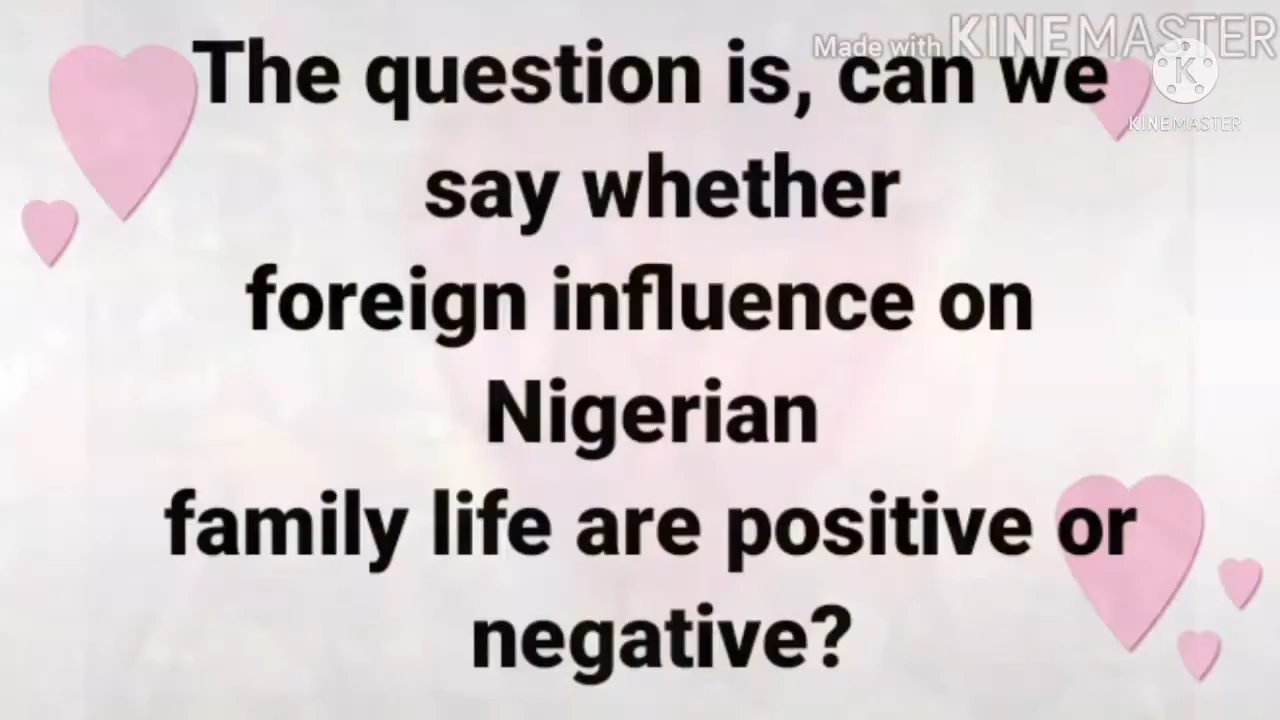 Made with KINEMASTER
The question is, can we
say whether
foreign influence on
Nigerian
family life are positive or
negative?
K
KINEMASTER